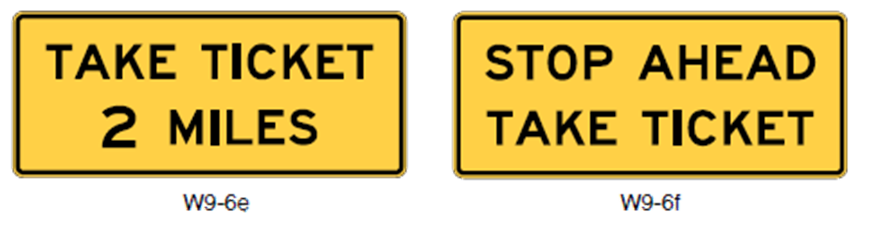 TAKE TICKET
2 MILES
W9-6e
STOP AHEAD
TAKE TICKET
W9-6f